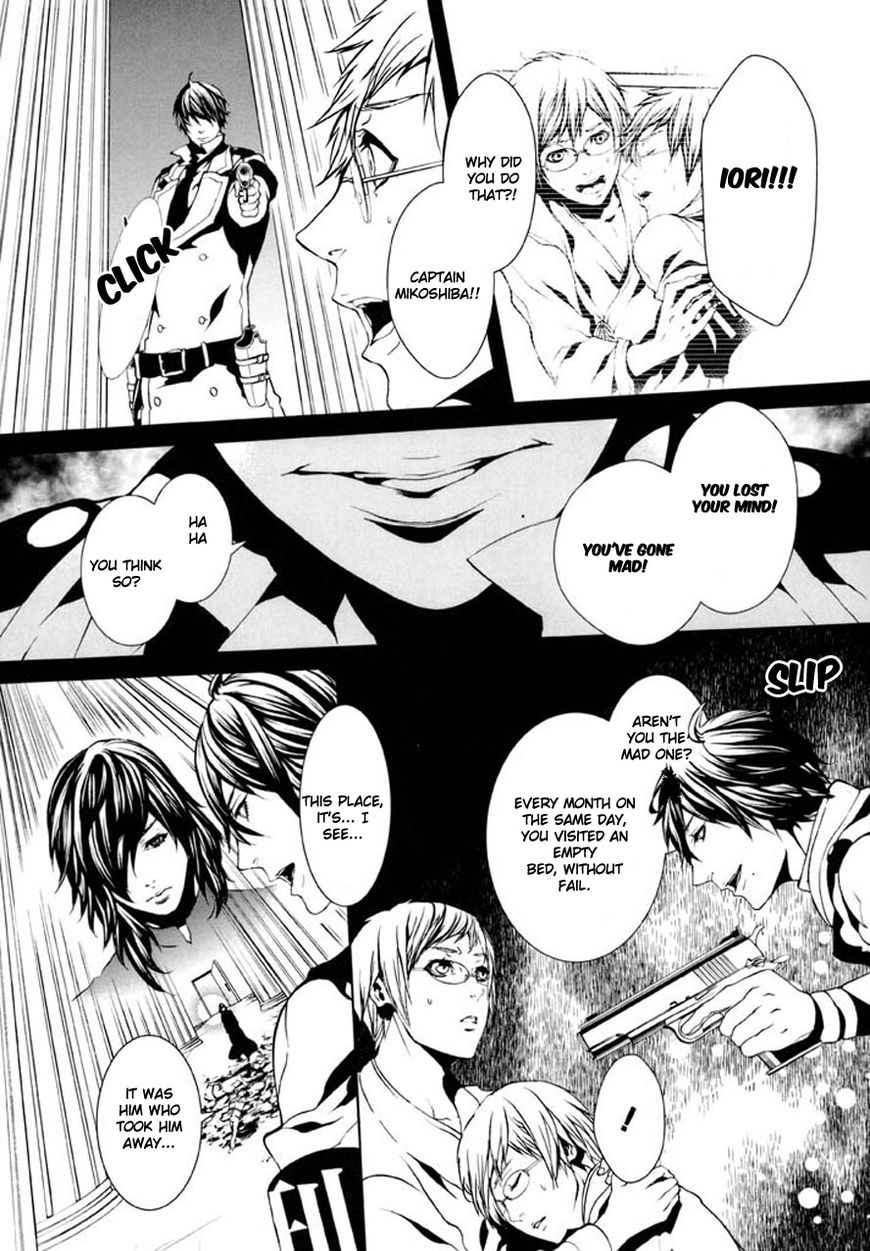 IORI!!!
WHY DID
YOU DO
THAT?!
CAPTAIN
MIKOSHIBA!!
CLICK
YOU LOST
YOUR MIND!
YOU'VE GONE
MAD!
HA
HA
YOU THINK
SO?
SLIP
AREN'T
YOU THE
MAD ONE?
EVERY MONTH ON
THE SAME DAY,
YOU VISITED AN
EMPTY
BED, WITHOUT
FAIL.
!
THIS PLACE,
IT'S... I
SEE...
IT WAS
HIM WHO
TOOK HIM
AWAY...